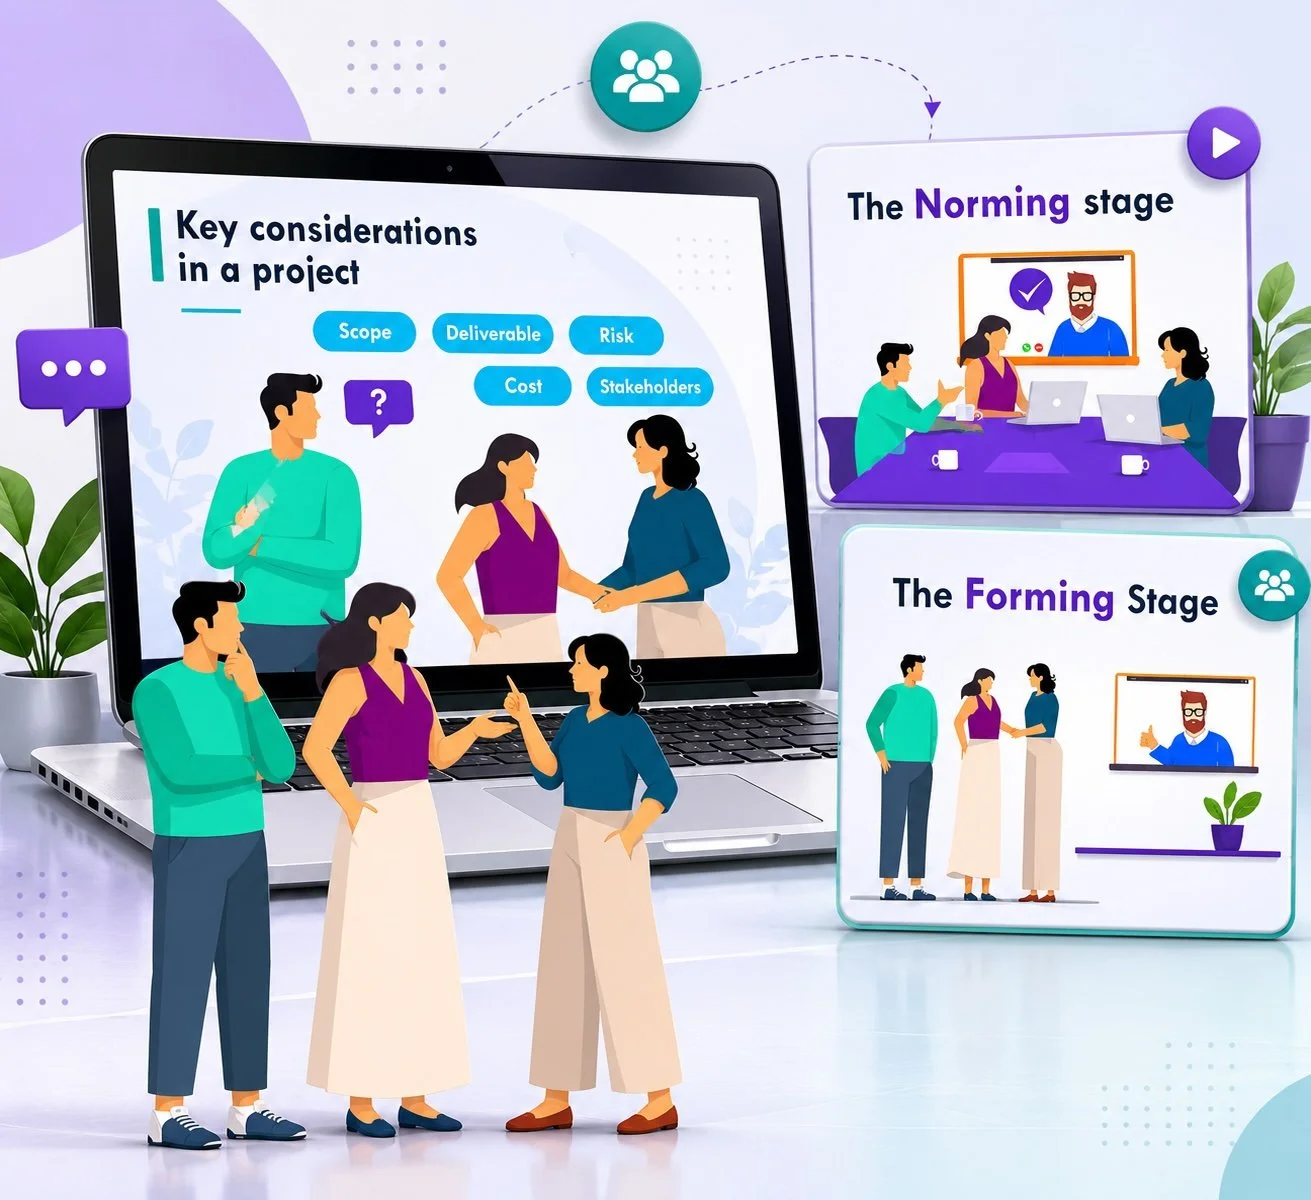 Key considerations
in a project
Scope
Deliverable
Risk
Cost
Stakeholders
?
The Norming stage
The Forming Stage